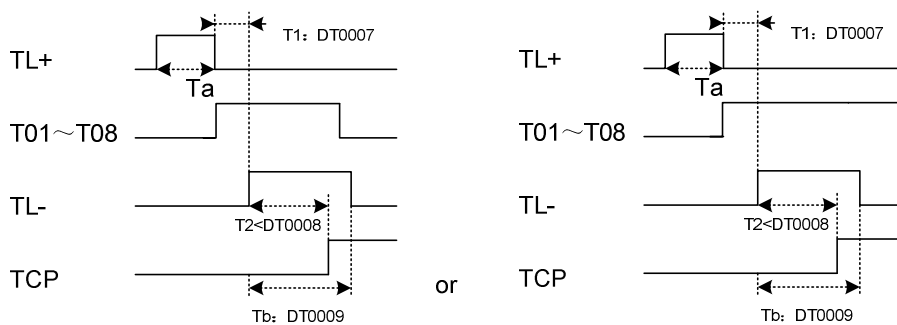 T1：DT0007
TL+
Ta
T01～T08
TL-
T2<DT0008
TCP
Tb：DT0009
or
T1：DT0007
TL+
Ta
T01～T08
TL-
T2<DT0008
TCP
Tb：DT0009